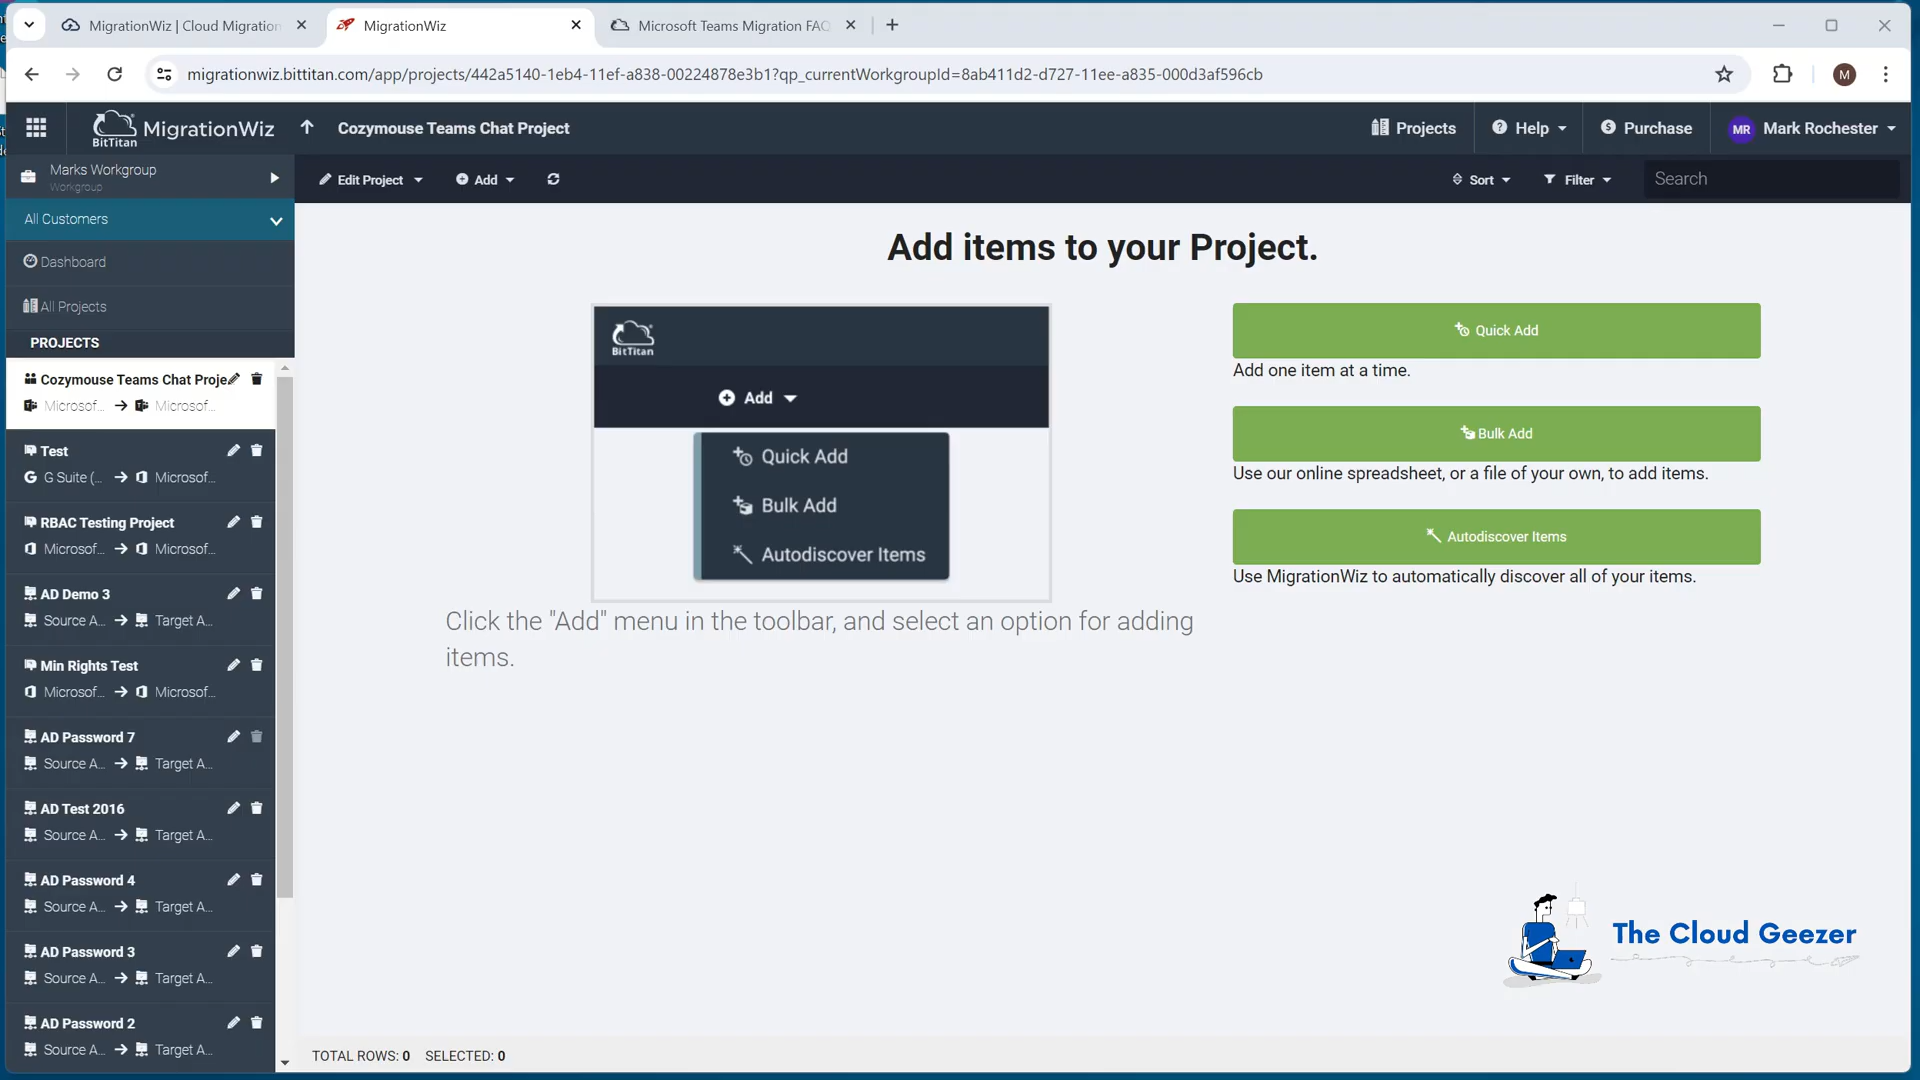 MigrationWiz | Cloud Migration
MigrationWiz
Microsoft Teams Migration FAQ
migrationwiz.bittitan.com/app/projects/442a5140-1eb4-11ef-a838-00224878e3b1?qp_currentWorkgroupId=8ab411d2-d727-11ee-a835-000d3af596cb
M
BitTitan
MigrationWiz
Cozymouse Teams Chat Project
Projects
Help
Purchase
MR
Mark Rochester
Marks Workgroup
Workgroup
Edit Project
Add
Sort
Filter
Search
All Customers
Dashboard
All Projects
PROJECTS
Cozymouse Teams Chat Proje
Microsof...
Microsof...
Test
G Suite (...
Microsof...
RBAC Testing Project
Microsof...
Microsof...
AD Demo 3
Source A...
Target A...
Min Rights Test
Microsof...
Microsof...
AD Password 7
Source A...
Target A...
AD Test 2016
Source A...
Target A...
AD Password 4
Source A...
Target A...
AD Password 3
Source A...
Target A...
AD Password 2
Source A...
Target A...
Add items to your Project.
BitTitan
Add
Quick Add
Bulk Add
Autodiscover Items
Click the "Add" menu in the toolbar, and select an option for adding
items.
Quick Add
Add one item at a time.
Bulk Add
Use our online spreadsheet, or a file of your own, to add items.
Autodiscover Items
Use MigrationWiz to automatically discover all of your items.
The Cloud Geezer
TOTAL ROWS: 0 SELECTED: 0